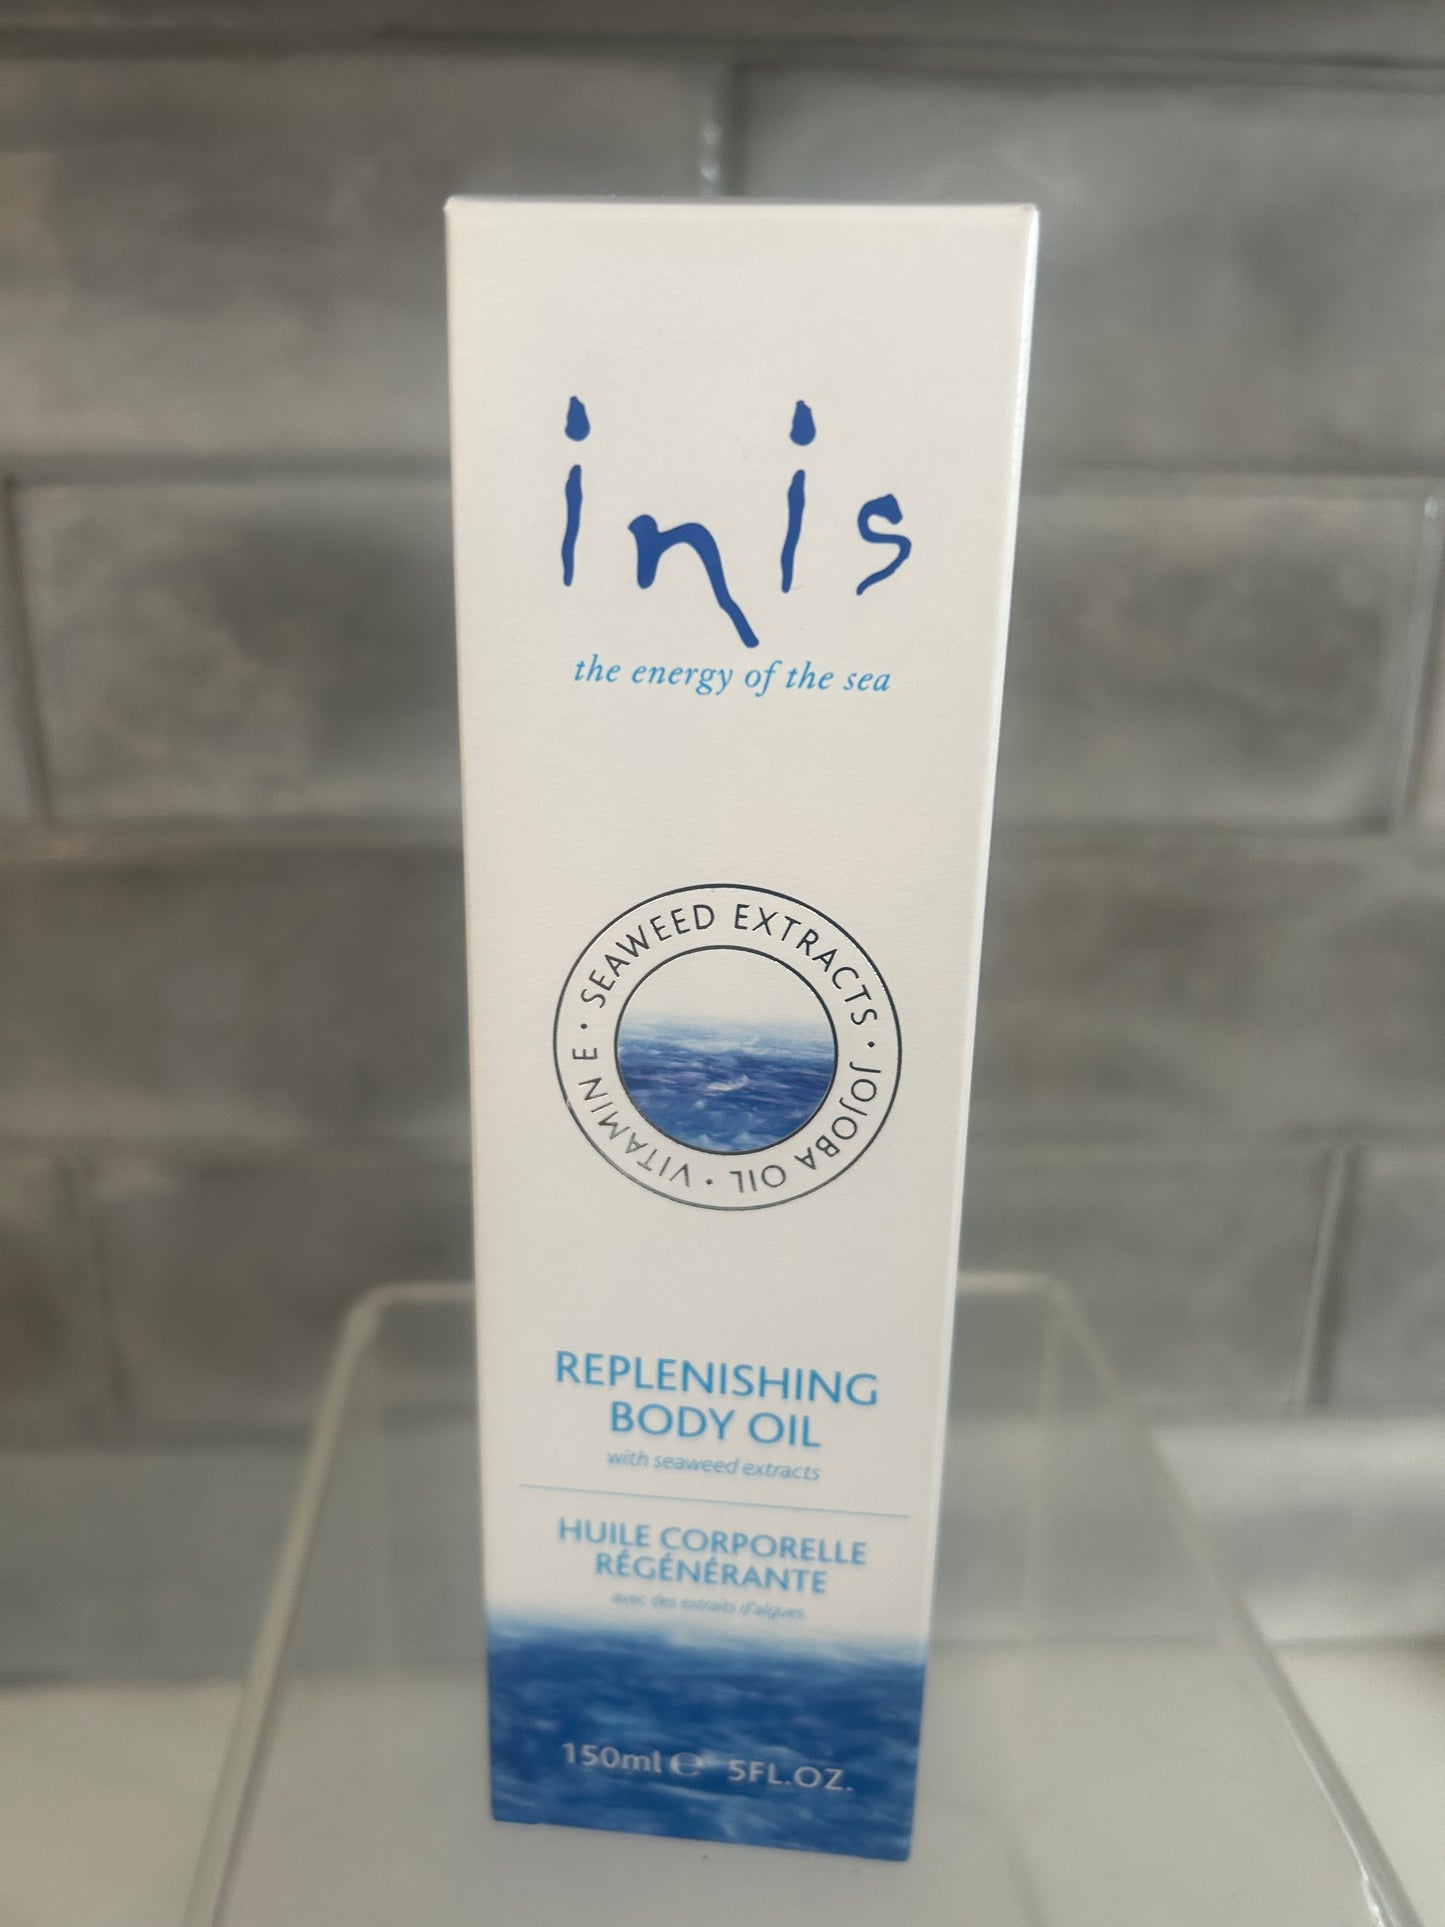 inis
the energy of the sea
SEAWEED EXTRACTS · JOJOBA OIL · VITAMIN E ·
REPLENISHING
BODY OIL
with seaweed extracts
HUILE CORPORELLE
RÉGÉNÉRANTE
avec des extraits d'algues
150ml ℮ 5FL.OZ.